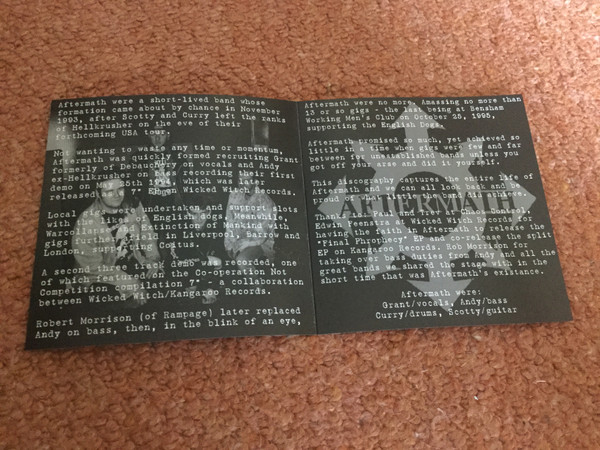 Aftermath were a short-lived band whose
formation came about by chance in November
1993, after Scotty and Curry left the ranks
of Hellkrusher on the eve of their
forthcoming USA tour.
Not wanting to waste any time or momentum,
Aftermath was quickly formed recruiting Grant
formerly of Debauchery on vocals and Andy
ex-Hellkrusher on bass, recording their first
demo on May 25th which was later
released as a 7" on Wicked Witch Records.
Local gigs were undertaken and support slots
with the likes of English Dogs, Meanwhile,
Warcollapse and Extinction of Mankind with
gigs further afield in Liverpool, Barrow and
London, supporting Coitus.
A second three track demo was recorded, one
of which featured on the Co-operation Not
Competition compilation 7" - a collaboration
between Wicked Witch/Kangaroo Records.
Robert Morrison (of Rampage) later replaced
Andy on bass, then, in the blink of an eye,
Aftermath were no more. Amassing no more than
13 or so gigs - the last being at Bensham
Working Men's Club on October 28, 1995,
supporting the English Dogs.
Aftermath promised so much, yet achieved so
little in a time when gigs were few and far
between for unestablished bands unless you
got off your arse and did it yourself.
This discography captures the entire life of
Aftermath and we can all look back and be
proud of what little we did achieve.
Thanks to Paul and Trev at Chaos Control,
Edwin Feenstra at Wicked Witch Records for
having the faith in Aftermath to release the
"Final Phrophecy" EP and co-release the split
EP on Kangaroo Records. Rob Morrison for
taking over bass duties from Andy and all the
great bands we shared the stage with in the
short time that was Aftermath's existance.
Aftermath were:
Grant/vocals, Andy/bass
Curry/drums, Scotty/guitar